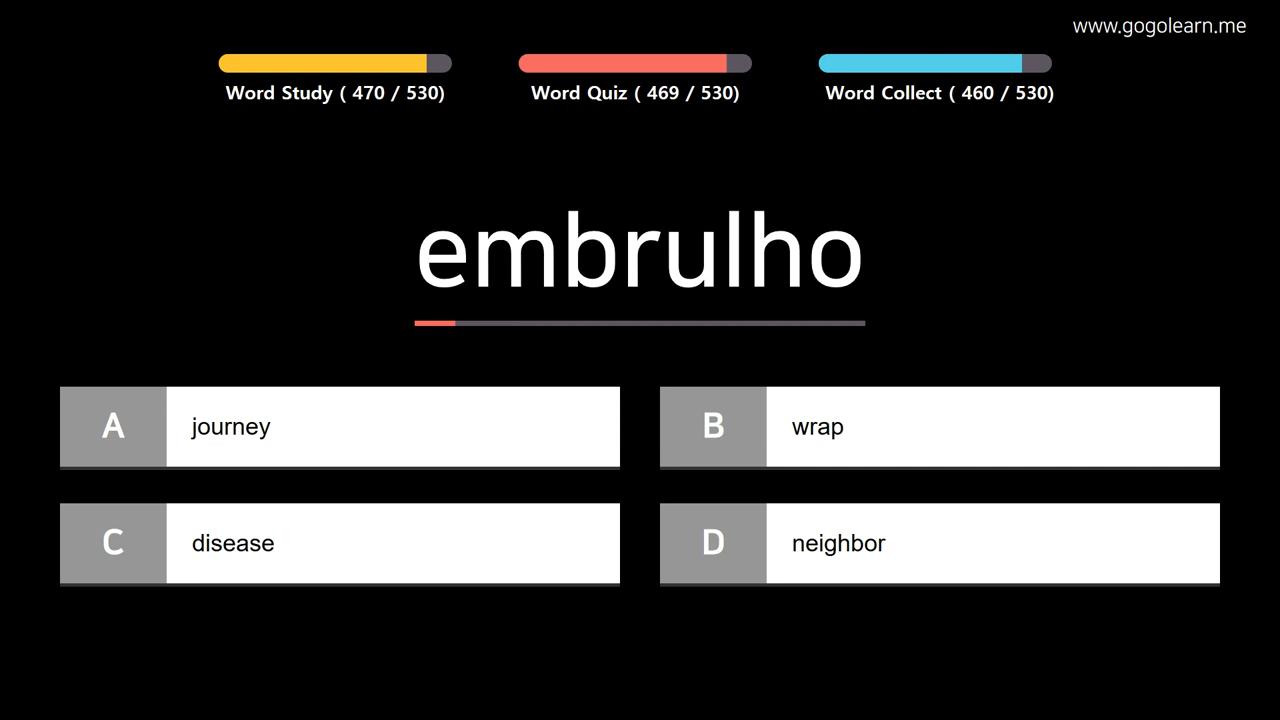 www.gogolearn.me
Word Study ( 470 / 530)
Word Quiz ( 469 / 530)
Word Collect ( 460 / 530)
embrulho
A journey
B wrap
C disease
D neighbor